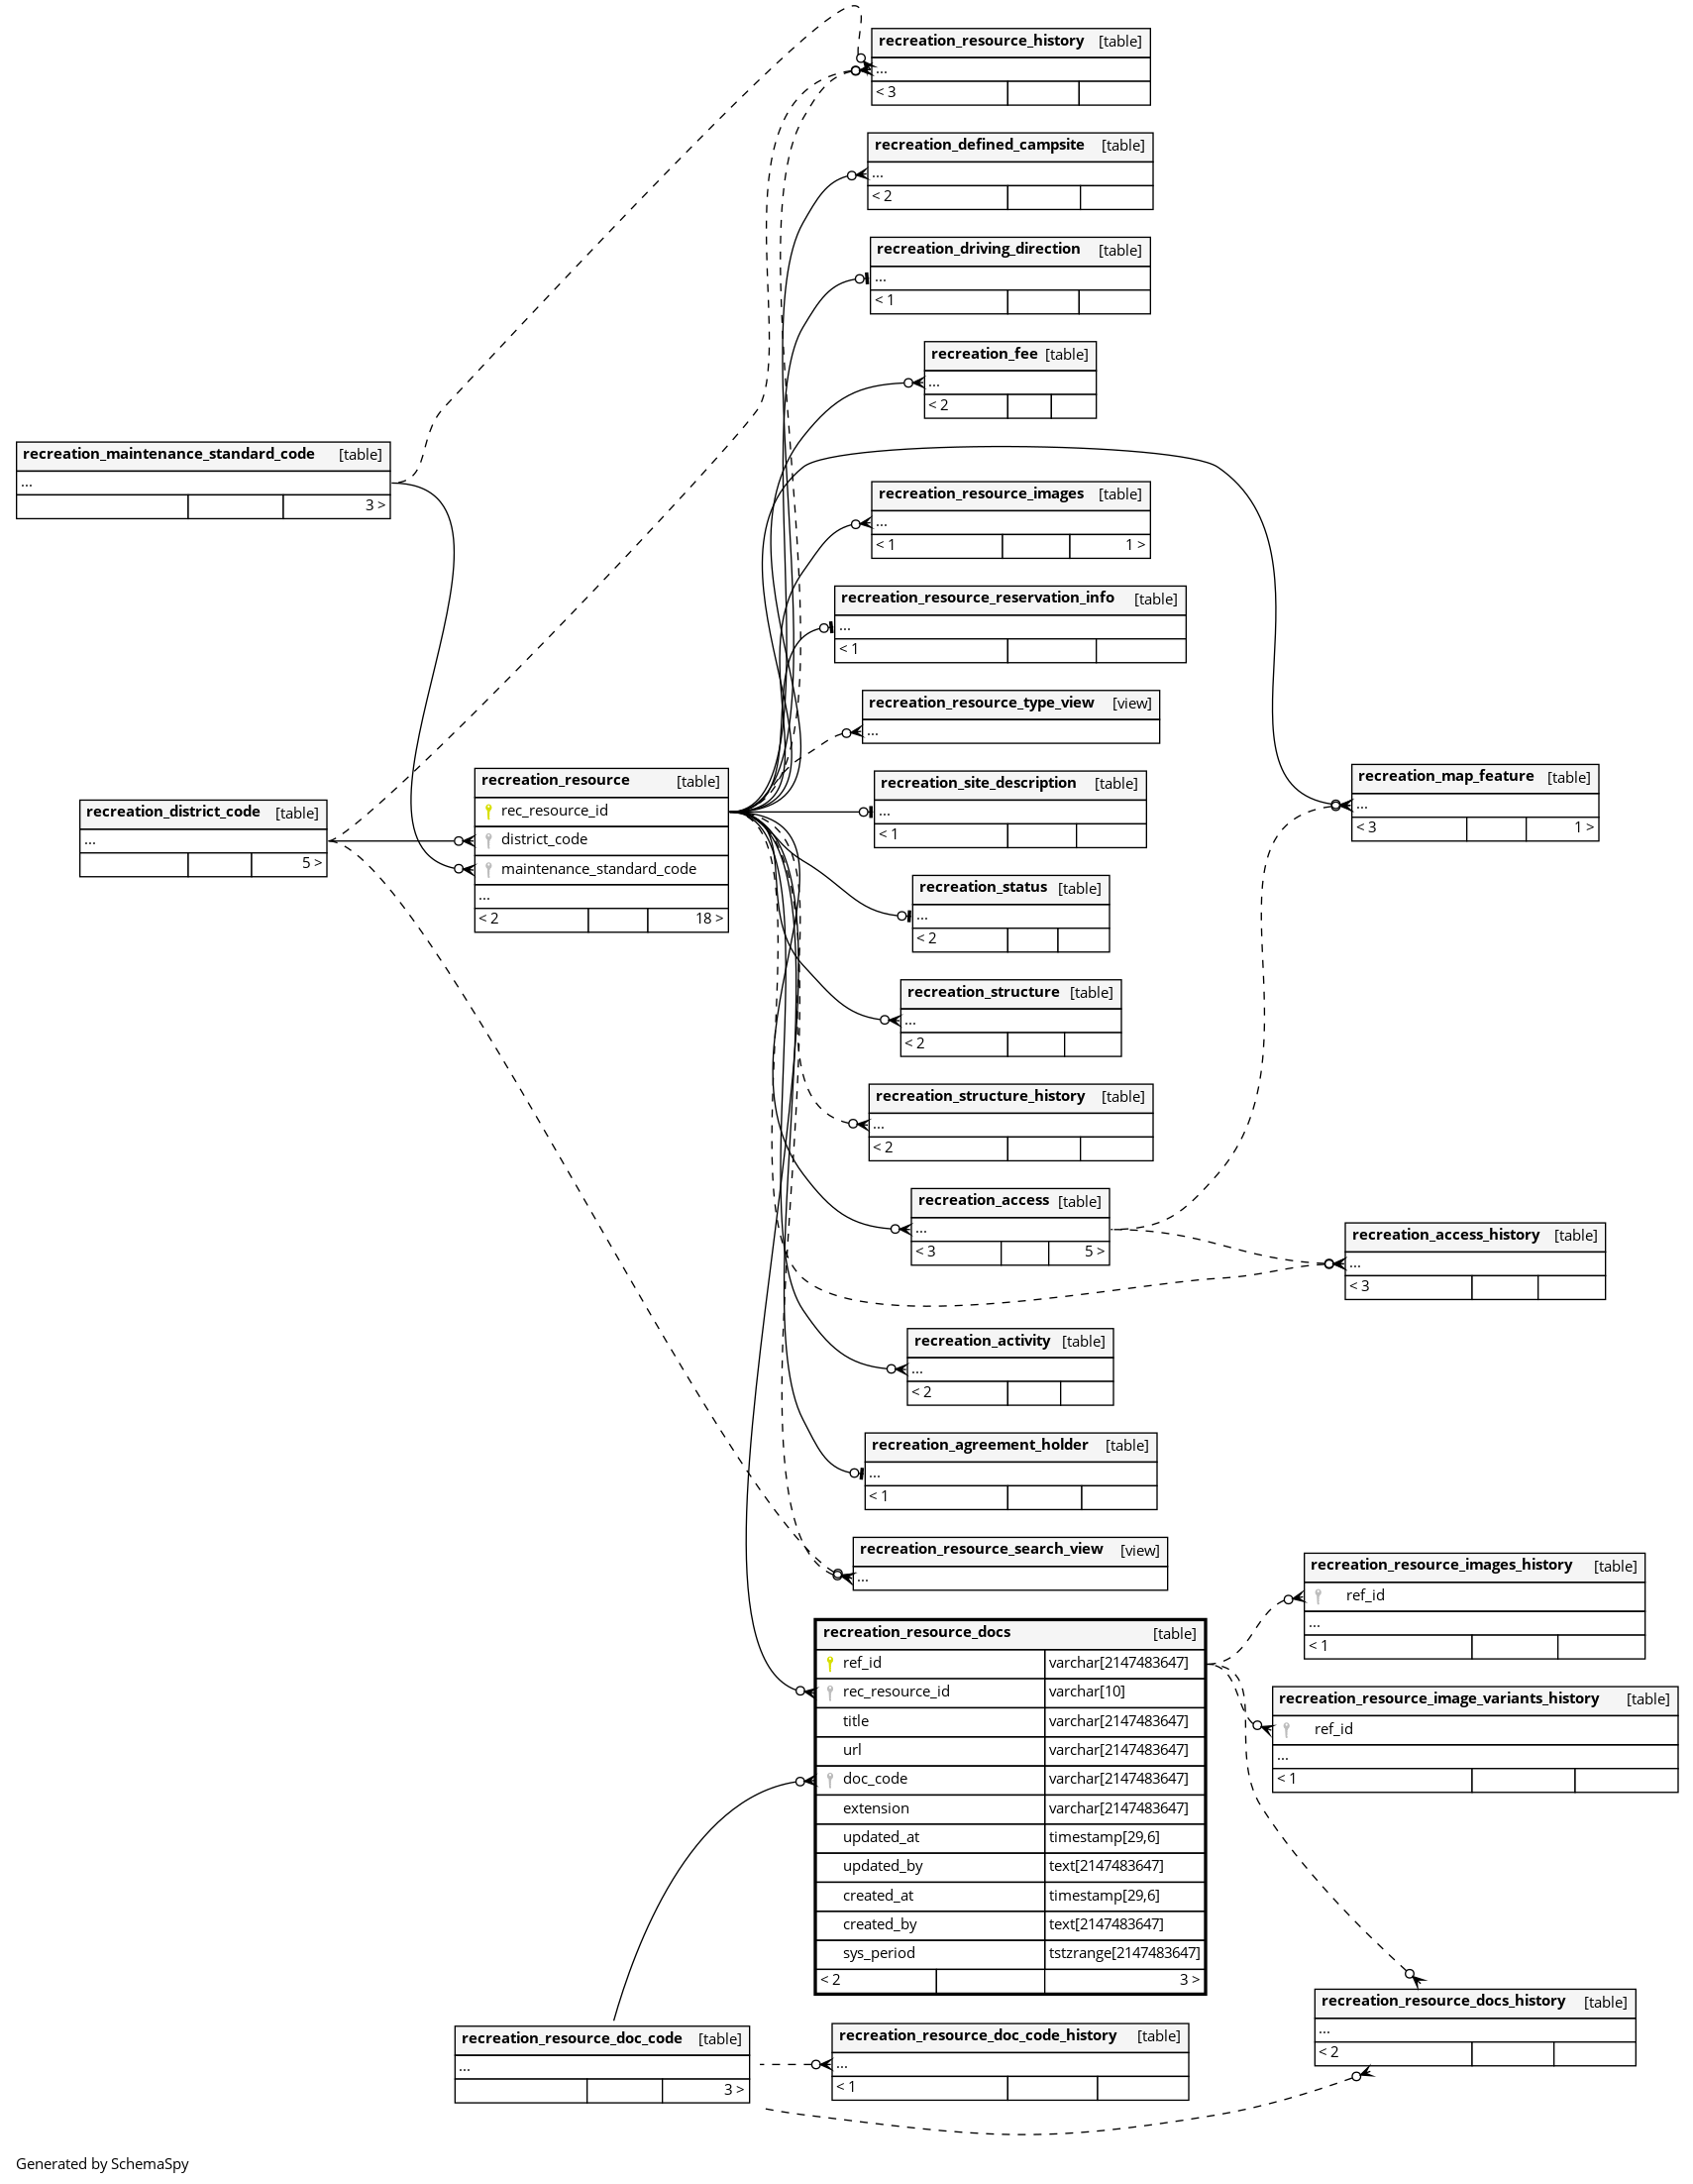 recreation_resource_history [table]
...
< 3
recreation_defined_campsite [table]
...
< 2
recreation_driving_direction [table]
...
< 1
recreation_fee [table]
...
< 2
recreation_maintenance_standard_code [table]
...
3 >
recreation_resource_images [table]
...
< 1 1 >
recreation_resource_reservation_info [table]
...
< 1
recreation_resource_type_view [view]
...
recreation_district_code [table]
...
5 >
recreation_resource [table]
rec_resource_id
district_code
maintenance_standard_code
...
< 2 18 >
recreation_site_description [table]
...
< 1
recreation_map_feature [table]
...
< 3 1 >
recreation_status [table]
...
< 2
recreation_structure [table]
...
< 2
recreation_structure_history [table]
...
< 2
recreation_access [table]
...
< 3 5 >
recreation_access_history [table]
...
< 3
recreation_activity [table]
...
< 2
recreation_agreement_holder [table]
...
< 1
recreation_resource_search_view [view]
...
recreation_resource_images_history [table]
ref_id
...
< 1
recreation_resource_image_variants_history [table]
ref_id
...
< 1
recreation_resource_docs [table]
ref_id varchar[2147483647]
rec_resource_id varchar[10]
title varchar[2147483647]
url varchar[2147483647]
doc_code varchar[2147483647]
extension varchar[2147483647]
updated_at timestamp[29,6]
updated_by text[2147483647]
created_at timestamp[29,6]
created_by text[2147483647]
sys_period tstzrange[2147483647]
< 2 3 >
recreation_resource_docs_history [table]
...
< 2
recreation_resource_doc_code [table]
...
3 >
recreation_resource_doc_code_history [table]
...
< 1
Generated by SchemaSpy